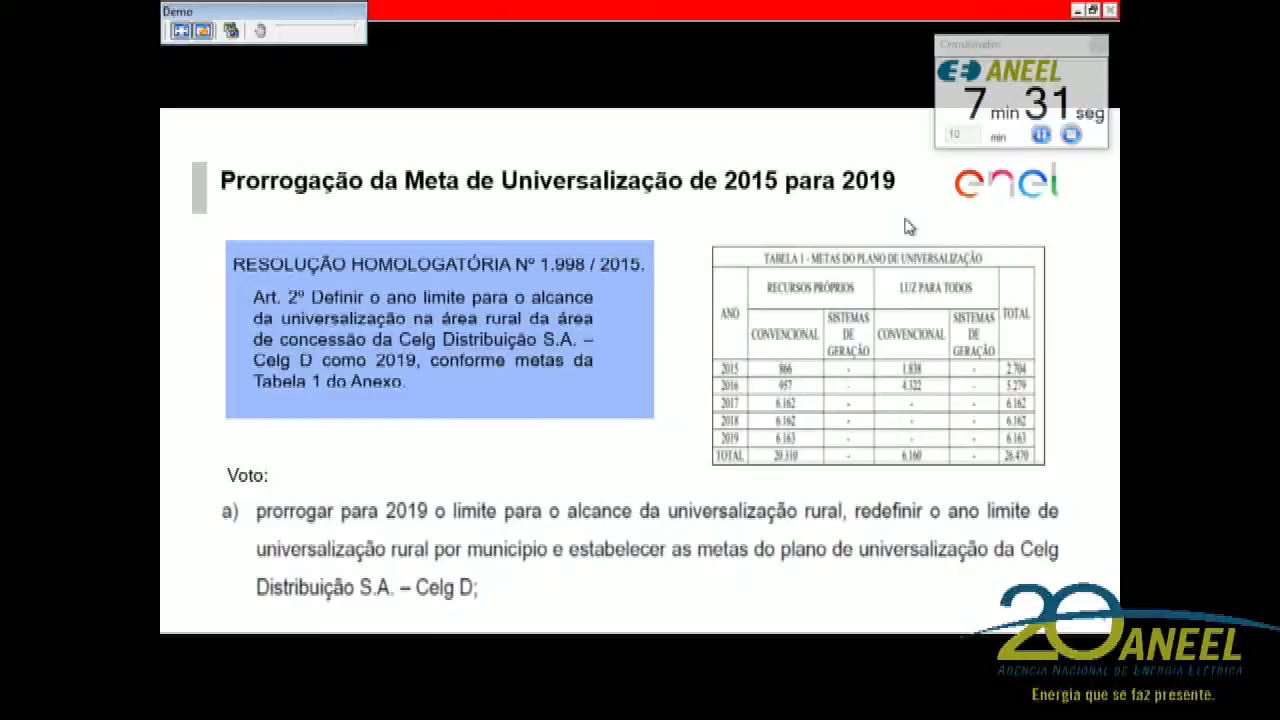 Demo
Cronômetro
ANEEL
7 min 31 seg
10 min
Prorrogação da Meta de Universalização de 2015 para 2019
enel
RESOLUÇÃO HOMOLOGATÓRIA Nº 1.998 / 2015.
Art. 2º Definir o ano limite para o alcance
da universalização na área rural da área
de concessão da Celg Distribuição S.A. –
Celg D como 2019, conforme metas da
Tabela 1 do Anexo.
TABELA 1 - METAS DO PLANO DE UNIVERSALIZAÇÃO
ANO RECURSOS PRÓPRIOS LUZ PARA TODOS TOTAL
CONVENCIONAL SISTEMAS DE GERAÇÃO CONVENCIONAL SISTEMAS DE GERAÇÃO
2015 866 - 1.838 - 2.704
2016 957 - 4.322 - 5.279
2017 6.162 - - - 6.162
2018 6.162 - - - 6.162
2019 6.163 - - - 6.163
TOTAL 20.310 - 6.160 - 26.470
Voto:
a) prorrogar para 2019 o limite para o alcance da universalização rural, redefinir o ano limite de
universalização rural por município e estabelecer as metas do plano de universalização da Celg
Distribuição S.A. – Celg D;
20 ANEEL
AGÊNCIA NACIONAL DE ENERGIA ELÉTRICA
Energia que se faz presente.